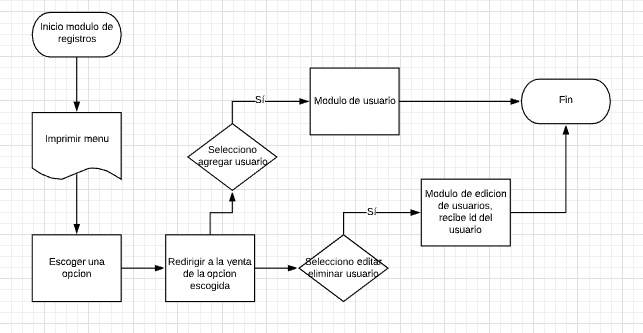 Inicio modulo de
registros
Imprimir menu
Escoger una
opcion
Redirigir a la venta
de la opcion
escogida
Selecciono
agregar usuario
Sí
Modulo de usuario
Fin
Selecciono editar
eliminar usuario
Sí
Modulo de edicion
de usuarios,
recibe id del
usuario